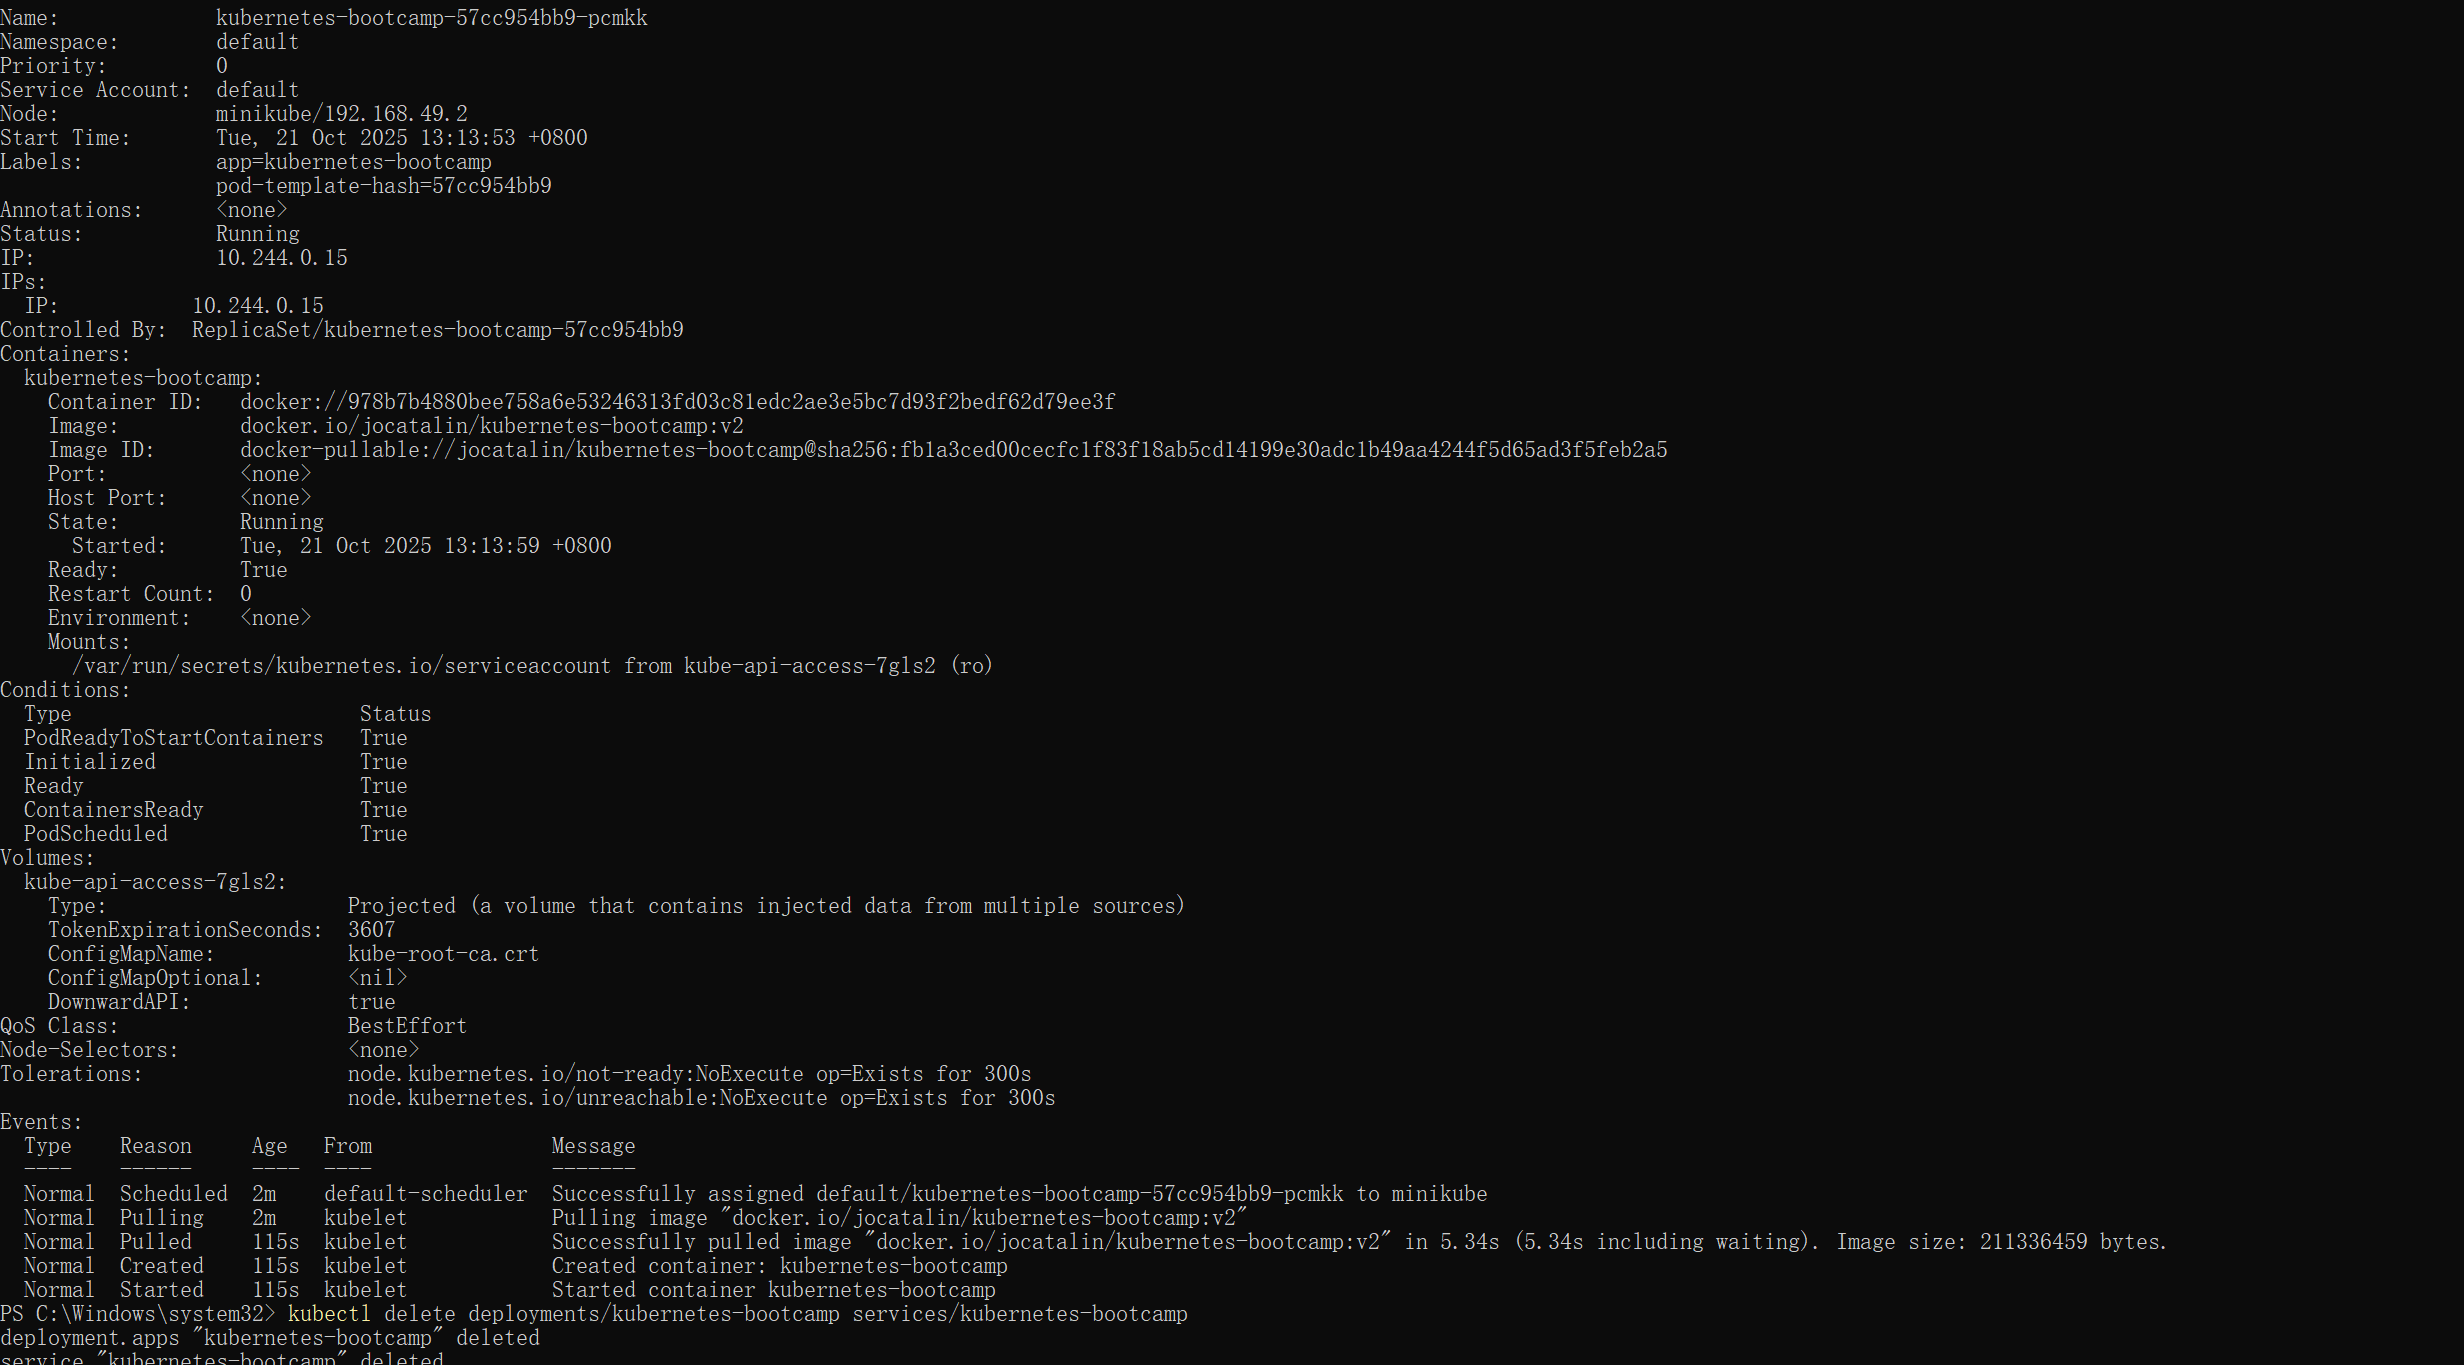 Name:             kubernetes-bootcamp-57cc954bb9-pcmkk
Namespace:        default
Priority:         0
Service Account:  default
Node:             minikube/192.168.49.2
Start Time:       Tue, 21 Oct 2025 13:13:53 +0800
Labels:           app=kubernetes-bootcamp
                  pod-template-hash=57cc954bb9
Annotations:      <none>
Status:           Running
IP:               10.244.0.15
IPs:
  IP:           10.244.0.15
Controlled By:  ReplicaSet/kubernetes-bootcamp-57cc954bb9
Containers:
  kubernetes-bootcamp:
    Container ID:   docker://978b7b4880bee758a6e53246313fd03c81edc2ae3e5bc7d93f2bedf62d79ee3f
    Image:          docker.io/jocatalin/kubernetes-bootcamp:v2
    Image ID:       docker-pullable://jocatalin/kubernetes-bootcamp@sha256:fb1a3ced00cecfc1f83f18ab5cd14199e30adc1b49aa4244f5d65ad3f5feb2a5
    Port:           <none>
    Host Port:      <none>
    State:          Running
      Started:      Tue, 21 Oct 2025 13:13:59 +0800
    Ready:          True
    Restart Count:  0
    Environment:    <none>
    Mounts:
      /var/run/secrets/kubernetes.io/serviceaccount from kube-api-access-7gls2 (ro)
Conditions:
  Type                        Status
  PodReadyToStartContainers   True
  Initialized                 True
  Ready                       True
  ContainersReady             True
  PodScheduled                True
Volumes:
  kube-api-access-7gls2:
    Type:                    Projected (a volume that contains injected data from multiple sources)
    TokenExpirationSeconds:  3607
    ConfigMapName:           kube-root-ca.crt
    ConfigMapOptional:       <nil>
    DownwardAPI:             true
QoS Class:                   BestEffort
Node-Selectors:              <none>
Tolerations:                 node.kubernetes.io/not-ready:NoExecute op=Exists for 300s
                             node.kubernetes.io/unreachable:NoExecute op=Exists for 300s
Events:
  Type    Reason     Age   From               Message
  ----    ------     ----  ----               -------
  Normal  Scheduled  2m    default-scheduler  Successfully assigned default/kubernetes-bootcamp-57cc954bb9-pcmkk to minikube
  Normal  Pulling    2m    kubelet            Pulling image "docker.io/jocatalin/kubernetes-bootcamp:v2"
  Normal  Pulled     115s  kubelet            Successfully pulled image "docker.io/jocatalin/kubernetes-bootcamp:v2" in 5.34s (5.34s including waiting). Image size: 211336459 bytes.
  Normal  Created    115s  kubelet            Created container: kubernetes-bootcamp
  Normal  Started    115s  kubelet            Started container kubernetes-bootcamp
PS C:\Windows\system32> kubectl delete deployments/kubernetes-bootcamp services/kubernetes-bootcamp
deployment.apps "kubernetes-bootcamp" deleted
service "kubernetes-bootcamp" deleted